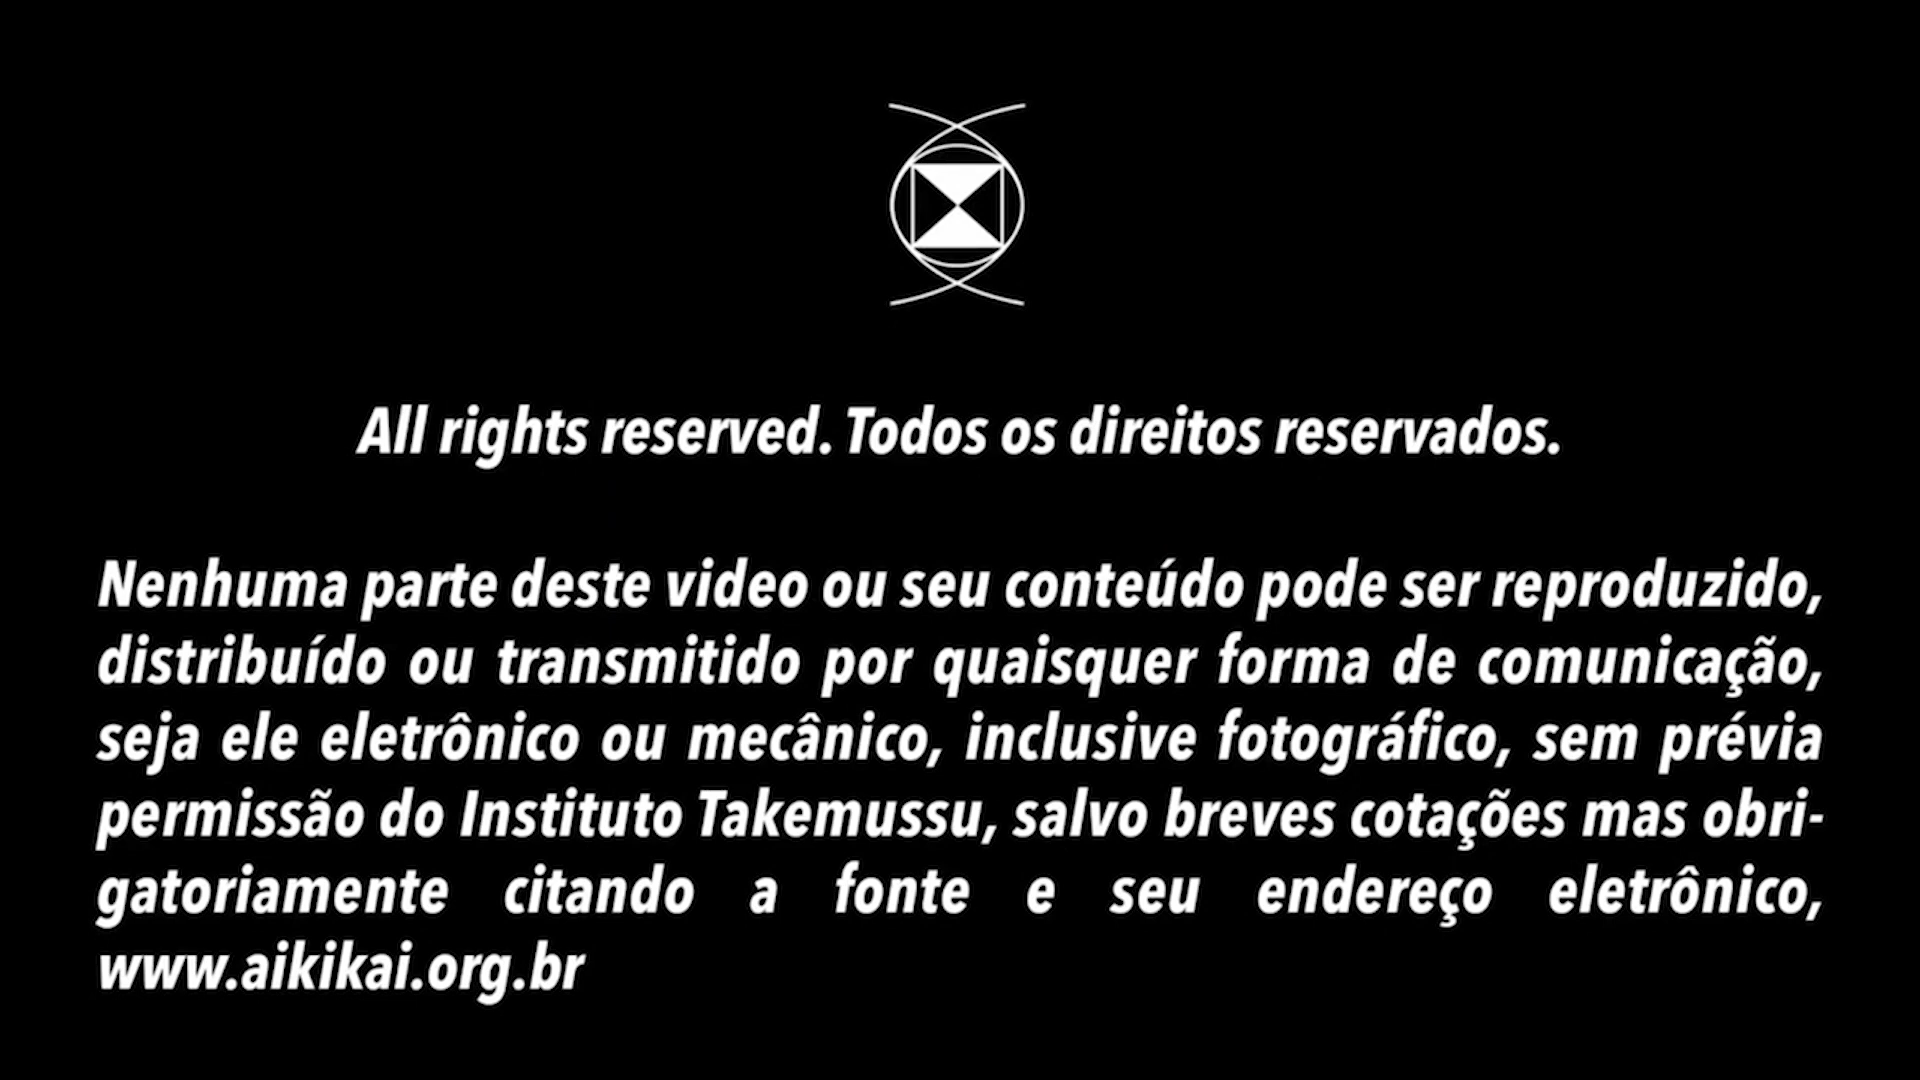 All rights reserved. Todos os direitos reservados.
Nenhuma parte deste video ou seu conteúdo pode ser reproduzido,
distribuído ou transmitido por quaisquer forma de comunicação,
seja ele eletrônico ou mecânico, inclusive fotográfico, sem prévia
permissão do Instituto Takemussu, salvo breves cotações mas obri-
gatoriamente citando a fonte e seu endereço eletrônico,
www.aikikai.org.br